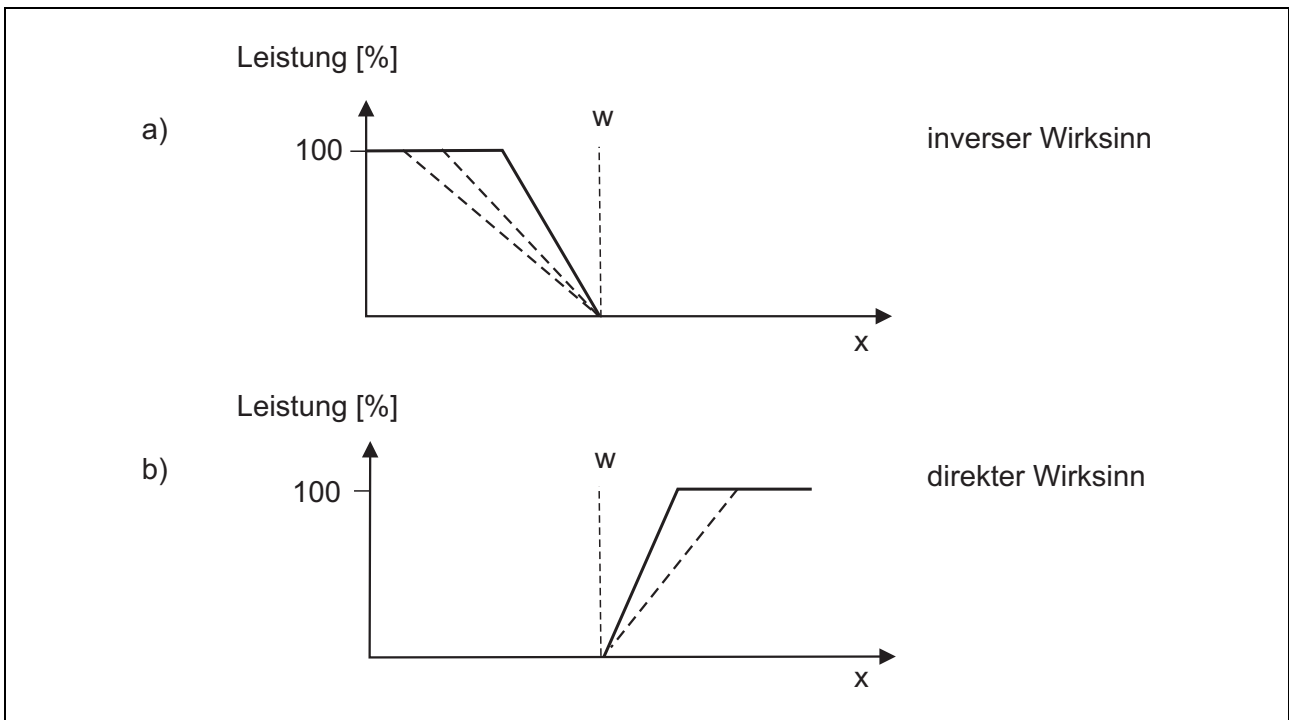 Leistung [%]
a)
w
inverser Wirksinn
100
x
Leistung [%]
b)
w
direkter Wirksinn
100
x